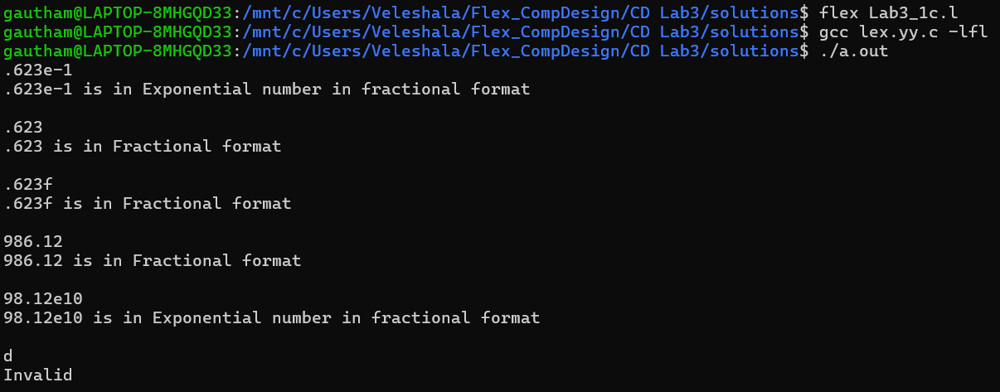 gautham@LAPTOP-8MHGQD33:/mnt/c/Users/Veleshala/Flex_CompDesign/CD Lab3/solutions$ flex Lab3_1c.l
gautham@LAPTOP-8MHGQD33:/mnt/c/Users/Veleshala/Flex_CompDesign/CD Lab3/solutions$ gcc lex.yy.c -lfl
gautham@LAPTOP-8MHGQD33:/mnt/c/Users/Veleshala/Flex_CompDesign/CD Lab3/solutions$ ./a.out
.623e-1
.623e-1 is in Exponential number in fractional format
.623
.623 is in Fractional format
.623f
.623f is in Fractional format
986.12
986.12 is in Fractional format
98.12e10
98.12e10 is in Exponential number in fractional format
d
Invalid